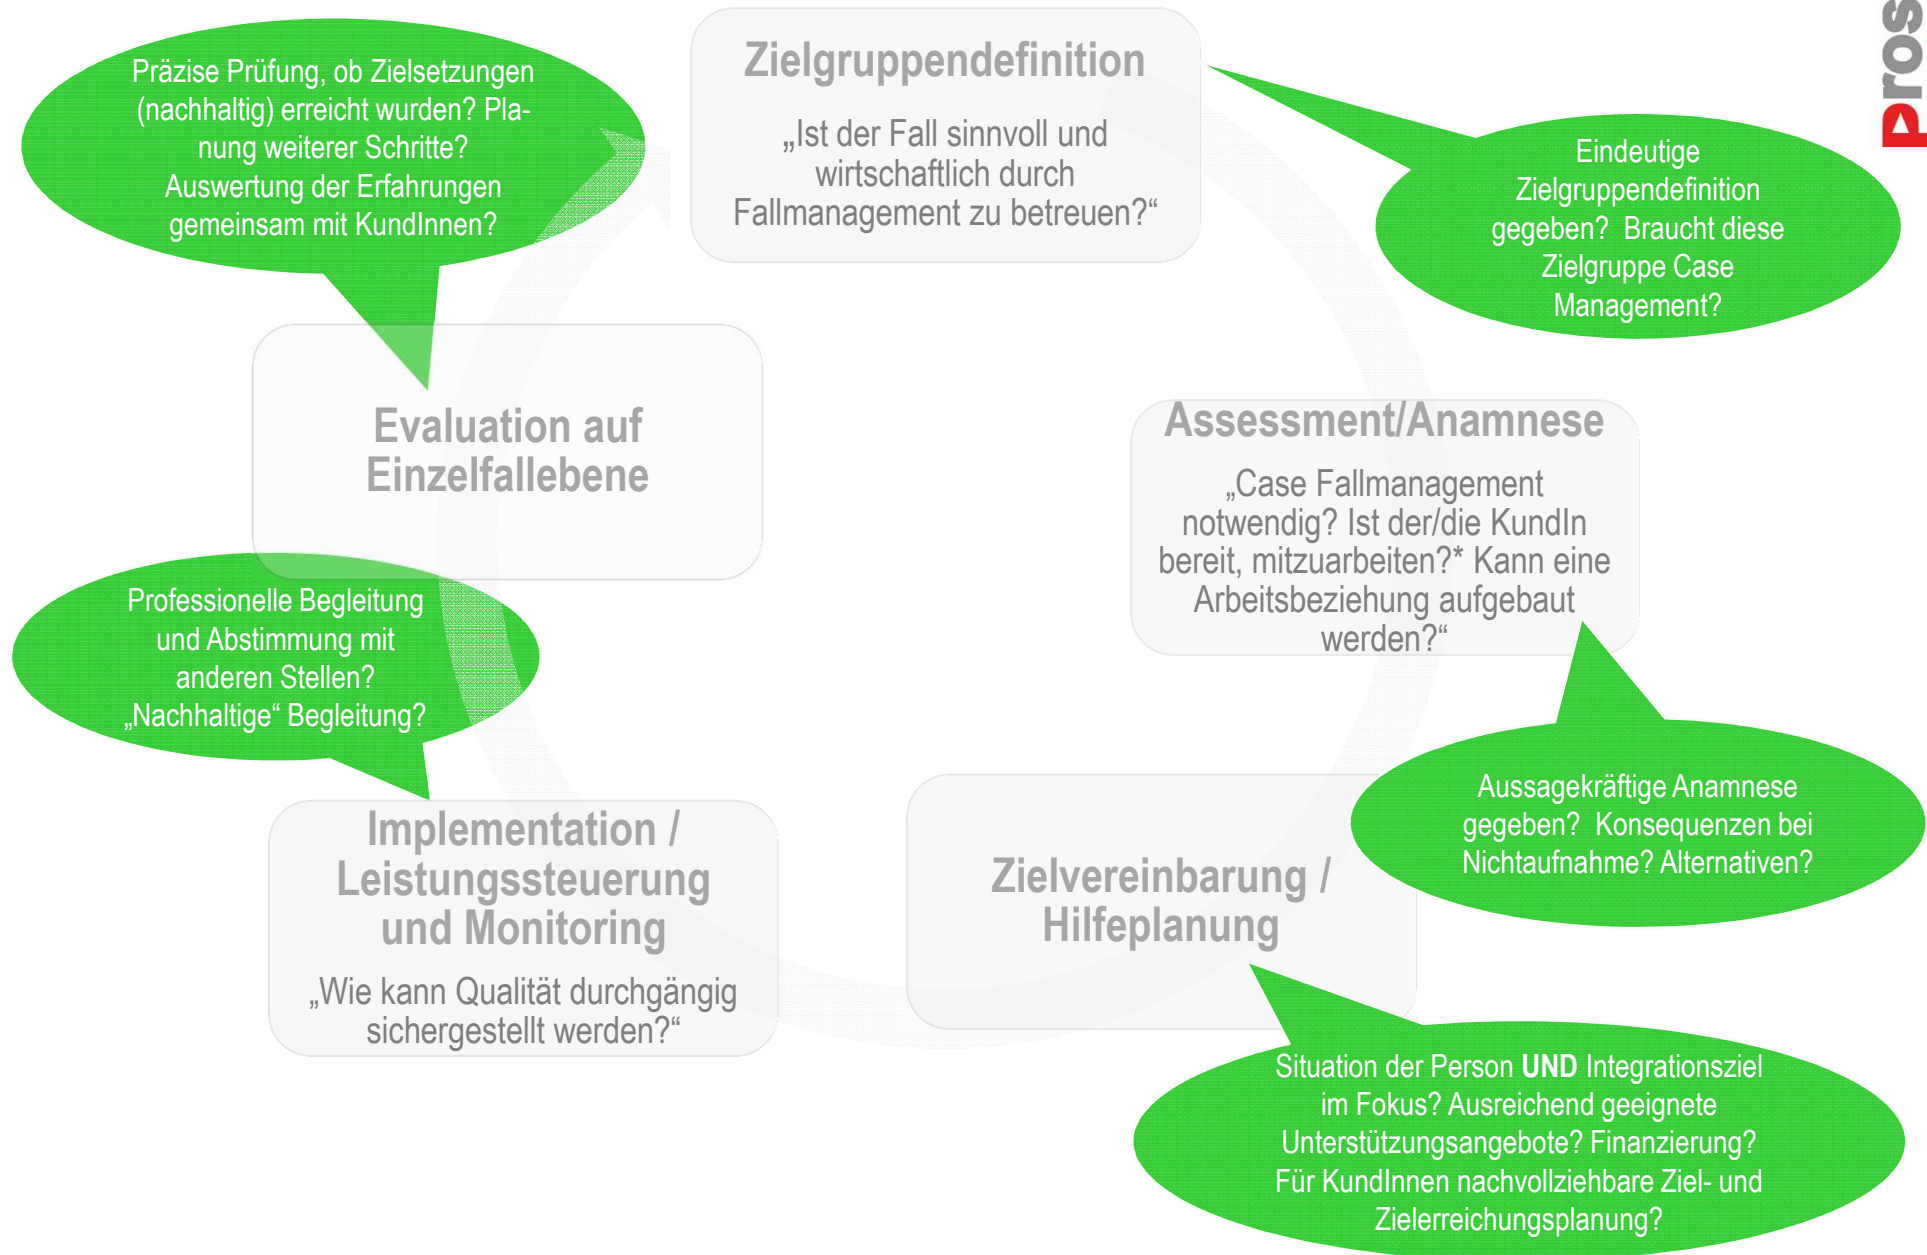 Zielgruppendefinition
„Ist der Fall sinnvoll und
wirtschaftlich durch
Fallmanagement zu betreuen?“
Eindeutige
Zielgruppendefinition
gegeben? Braucht diese
Zielgruppe Case
Management?
Assessment/Anamnese
„Case Fallmanagement
notwendig? Ist der/die KundIn
bereit, mitzuarbeiten?* Kann eine
Arbeitsbeziehung aufgebaut
werden?“
Aussagekräftige Anamnese
gegeben? Konsequenzen bei
Nichtaufnahme? Alternativen?
Zielvereinbarung /
Hilfeplanung
Situation der Person UND Integrationsziel
im Fokus? Ausreichend geeignete
Unterstützungsangebote? Finanzierung?
Für KundInnen nachvollziehbare Ziel- und
Zielerreichungsplanung?
Implementation /
Leistungssteuerung
und Monitoring
„Wie kann Qualität durchgängig
sichergestellt werden?“
Professionelle Begleitung
und Abstimmung mit
anderen Stellen?
„Nachhaltige“ Begleitung?
Evaluation auf
Einzelfallebene
Präzise Prüfung, ob Zielsetzungen
(nachhaltig) erreicht wurden? Pla-
nung weiterer Schritte?
Auswertung der Erfahrungen
gemeinsam mit KundInnen?
pros